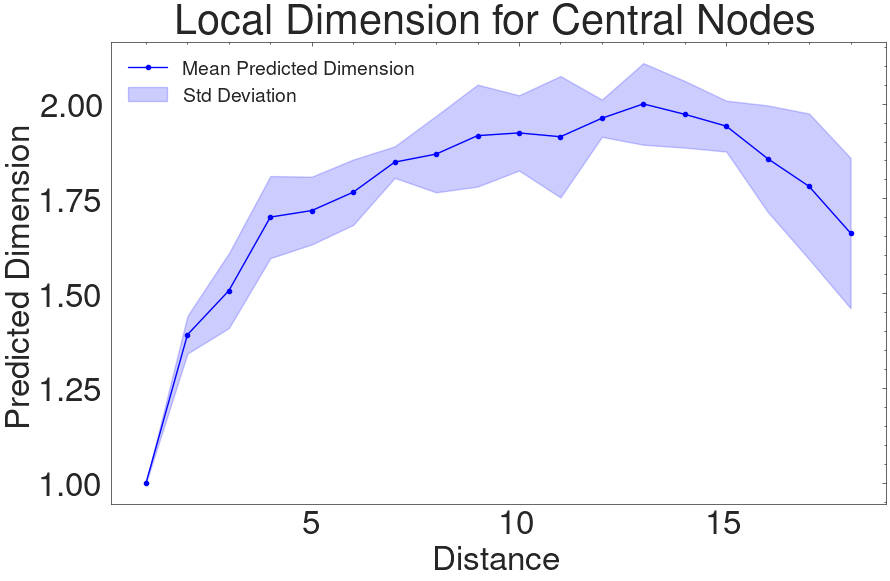 Local Dimension for Central Nodes
Mean Predicted Dimension
Std Deviation
Predicted Dimension
2.00
1.75
1.50
1.25
1.00
5
10
15
Distance